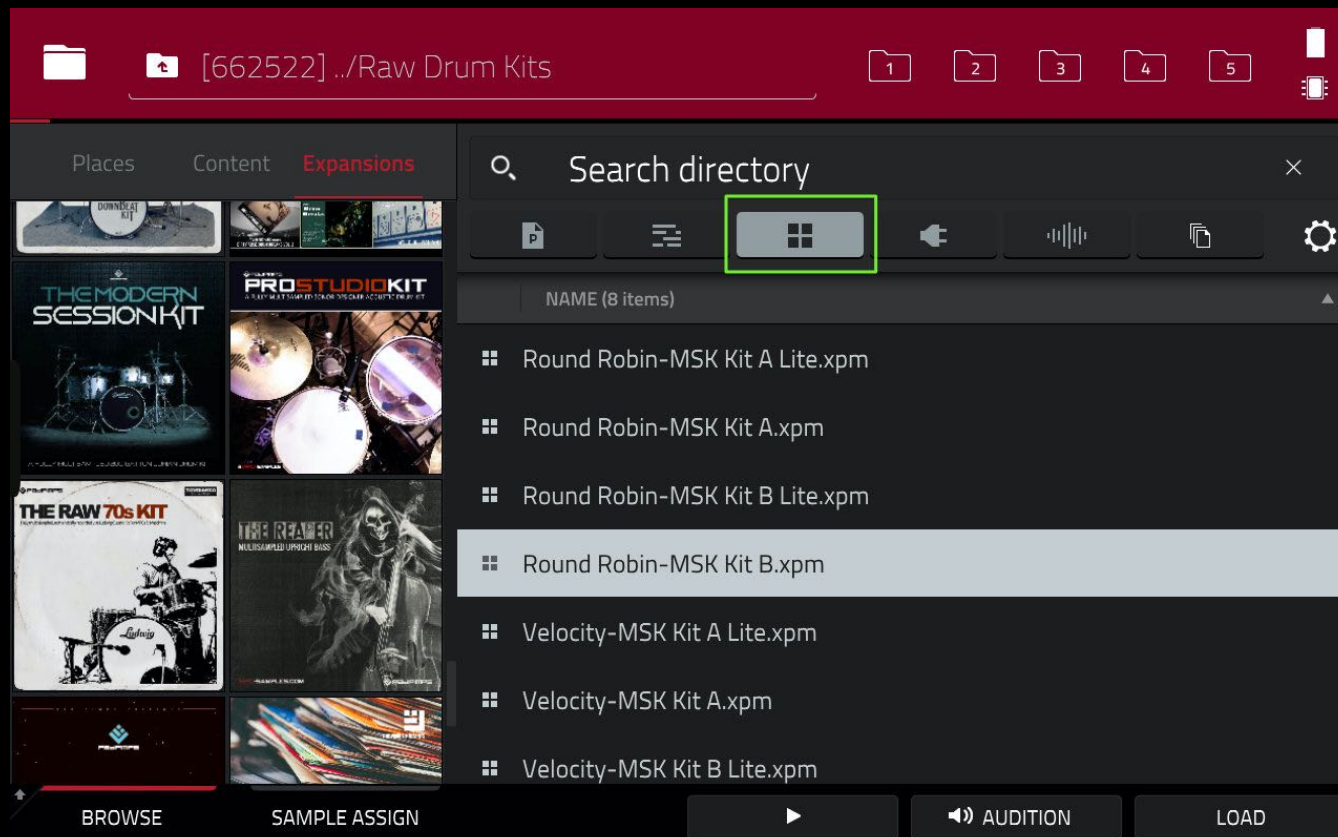 [662522] ../Raw Drum Kits
1
2
3
4
5
Places
Content
Expansions
Search directory
NAME (8 items)
DOWNBEAT
KIT
THE MODERN
SESSION KIT
PROSTUDIOKIT
THE RAW 70s KIT
Ludwig
THE REAPER
MULTISAMPLED UPRIGHT BASS
P
Round Robin-MSK Kit A Lite.xpm
Round Robin-MSK Kit A.xpm
Round Robin-MSK Kit B Lite.xpm
Round Robin-MSK Kit B.xpm
Velocity-MSK Kit A Lite.xpm
Velocity-MSK Kit A.xpm
Velocity-MSK Kit B Lite.xpm
BROWSE
SAMPLE ASSIGN
AUDITION
LOAD